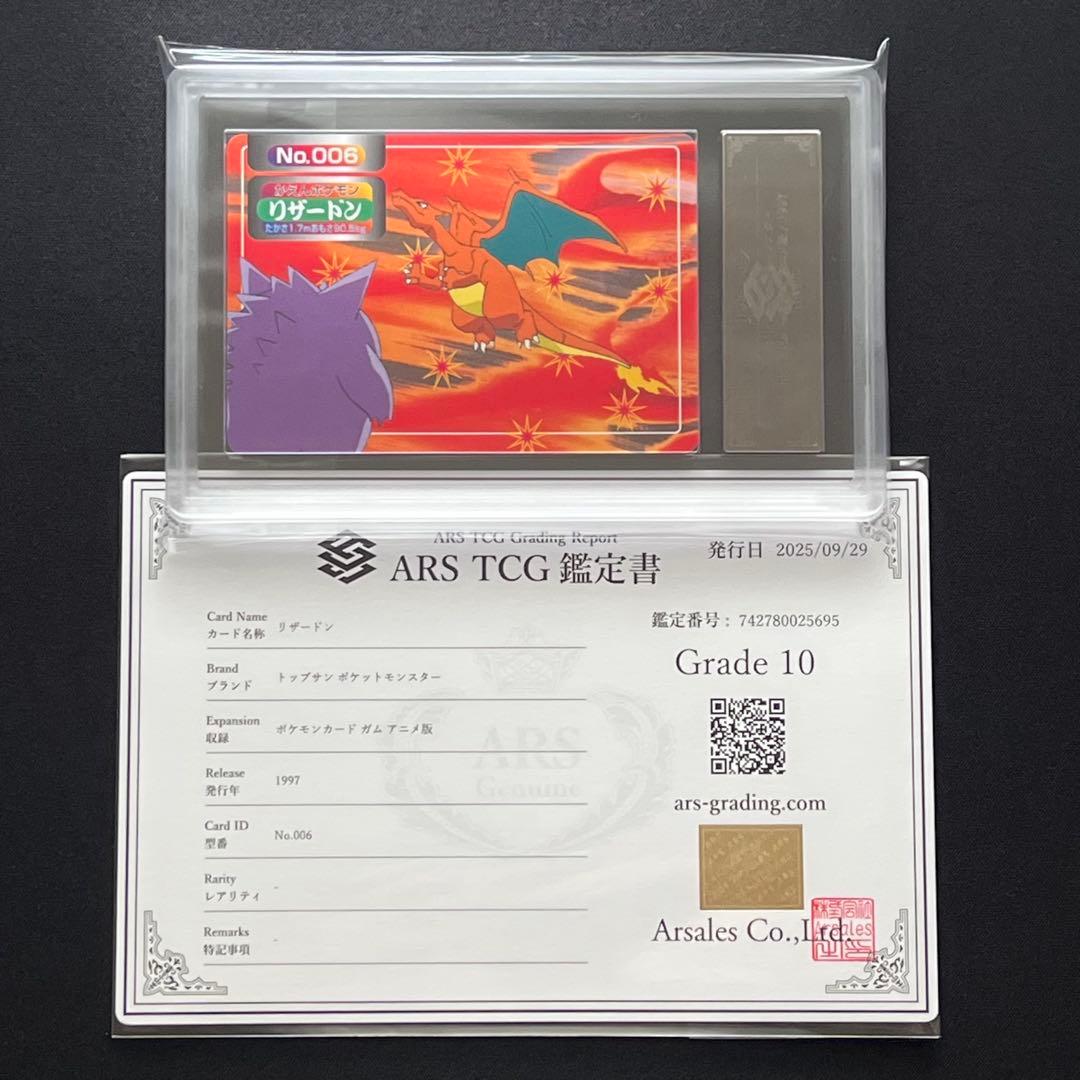 No.006
かえんポケモン
リザードン
たかさ1.7mおもさ90.5kg
ARS TCG Grading Report
ARS TCG 鑑定書
発行日 2025/09/29
鑑定番号: 742780025695
Grade 10
Card Name
カード名称 リザードン
Brand
ブランド トップサン ポケットモンスター
Expansion
収録 ポケモンカード ガム アニメ版
Release
発行年 1997
Card ID
型番 No.006
Rarity
レアリティ -
Remarks
特記事項 -
ARS
Genuine
ars-grading.com
Arsales Co.,Ltd.
Arsales